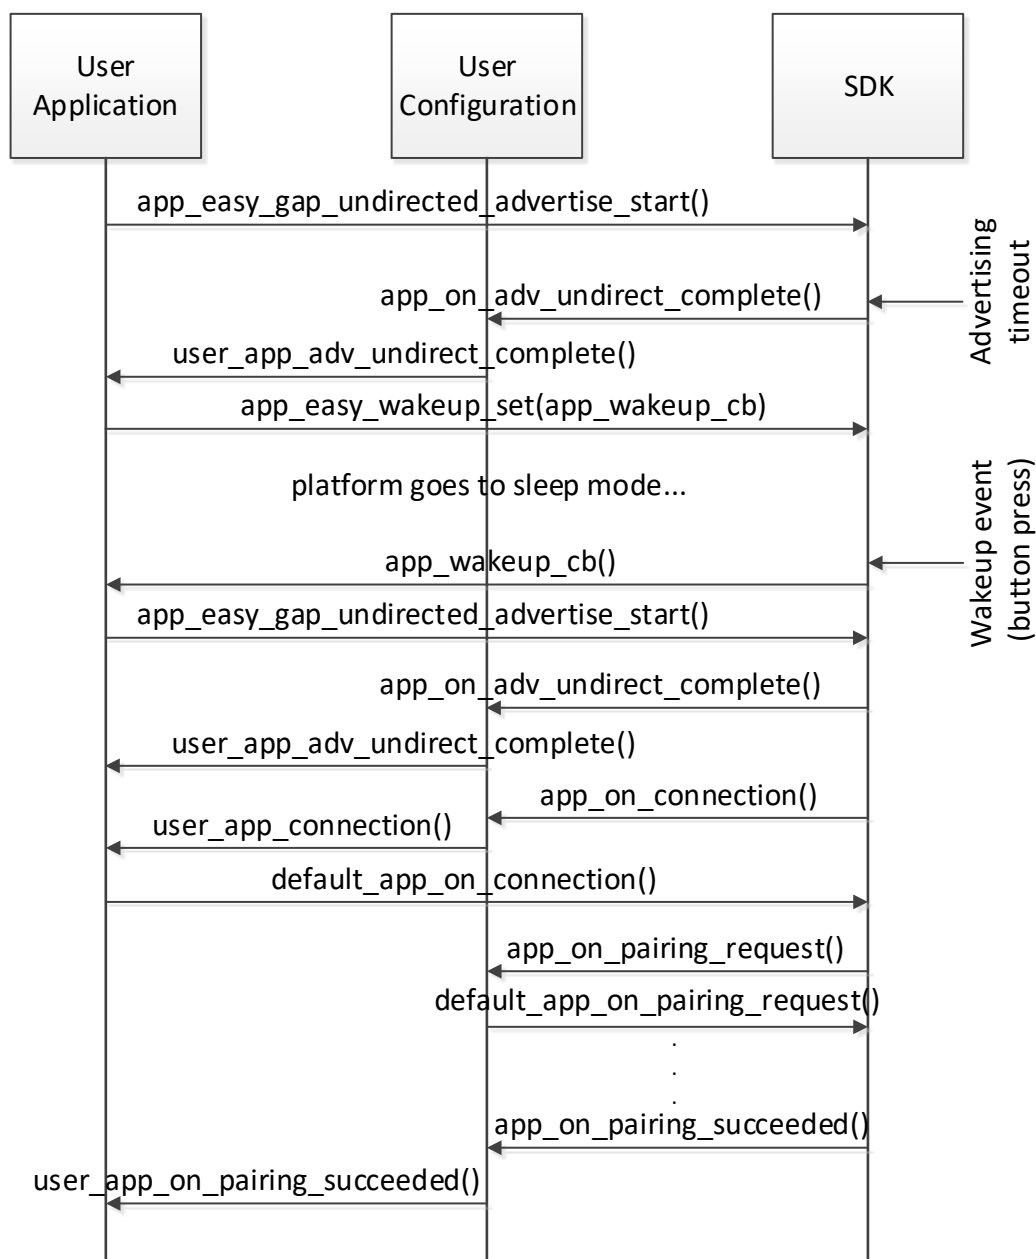 User
Application
User
Configuration
SDK
app_easy_gap_undirected_advertise_start()
Advertising
timeout
app_on_adv_undirect_complete()
user_app_adv_undirect_complete()
app_easy_wakeup_set(app_wakeup_cb)
platform goes to sleep mode...
Wakeup event
(button press)
app_wakeup_cb()
app_easy_gap_undirected_advertise_start()
app_on_adv_undirect_complete()
user_app_adv_undirect_complete()
app_on_connection()
user_app_connection()
default_app_on_connection()
app_on_pairing_request()
default_app_on_pairing_request()
.
.
.
app_on_pairing_succeeded()
user_app_on_pairing_succeeded()